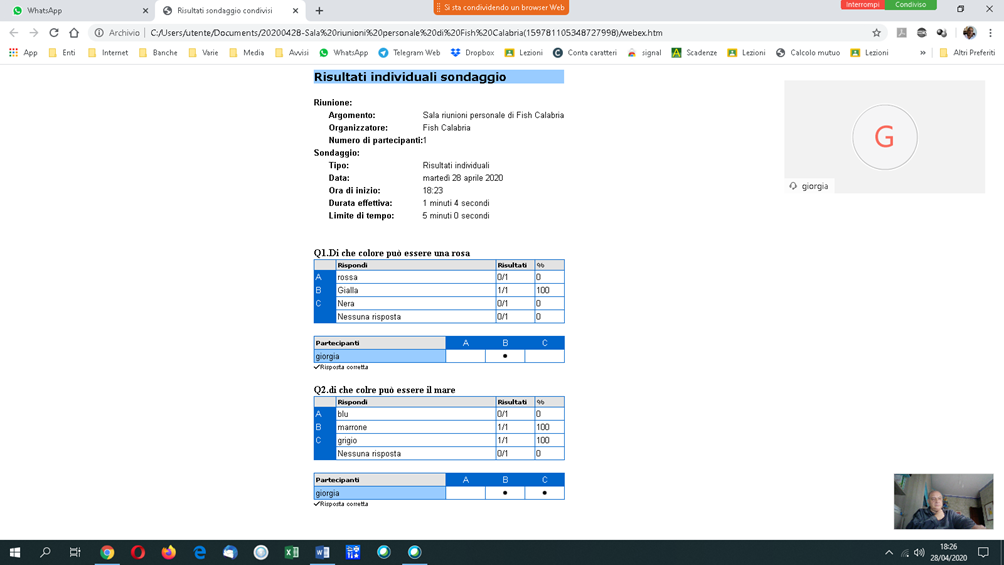 WhatsApp
Risultati sondaggio condivisi
Si sta condividendo un browser Web
Interrompi
Condiviso
Archivio
C:/Users/utente/Documents/20200428-Sala%20riunioni%20personale%20di%20Fish%20Calabria(159781105348727998)/webex.htm
App
Enti
Internet
Banche
Varie
Media
Avvisi
WhatsApp
Telegram Web
Dropbox
Lezioni
Conta caratteri
signal
Scadenze
Lezioni
Calcolo mutuo
Lezioni
»
Altri Preferiti
Risultati individuali sondaggio
Riunione:
Argomento: Sala riunioni personale di Fish Calabria
Organizzatore: Fish Calabria
Numero di partecipanti:1
Sondaggio:
Tipo: Risultati individuali
Data: martedì 28 aprile 2020
Ora di inizio: 18:23
Durata effettiva: 1 minuti 4 secondi
Limite di tempo: 5 minuti 0 secondi
Q1.Di che colore può essere una rosa
Rispondi Risultati %
A rossa 0/1 0
B Gialla 1/1 100
C Nera 0/1 0
Nessuna risposta 0/1 0
Partecipanti A B C
giorgia
Risposta corretta
Q2.di che colre può essere il mare
Rispondi Risultati %
A blu 0/1 0
B marrone 1/1 100
C grigio 1/1 100
Nessuna risposta 0/1 0
Partecipanti A B C
giorgia
Risposta corretta
G
giorgia
18:26
28/04/2020